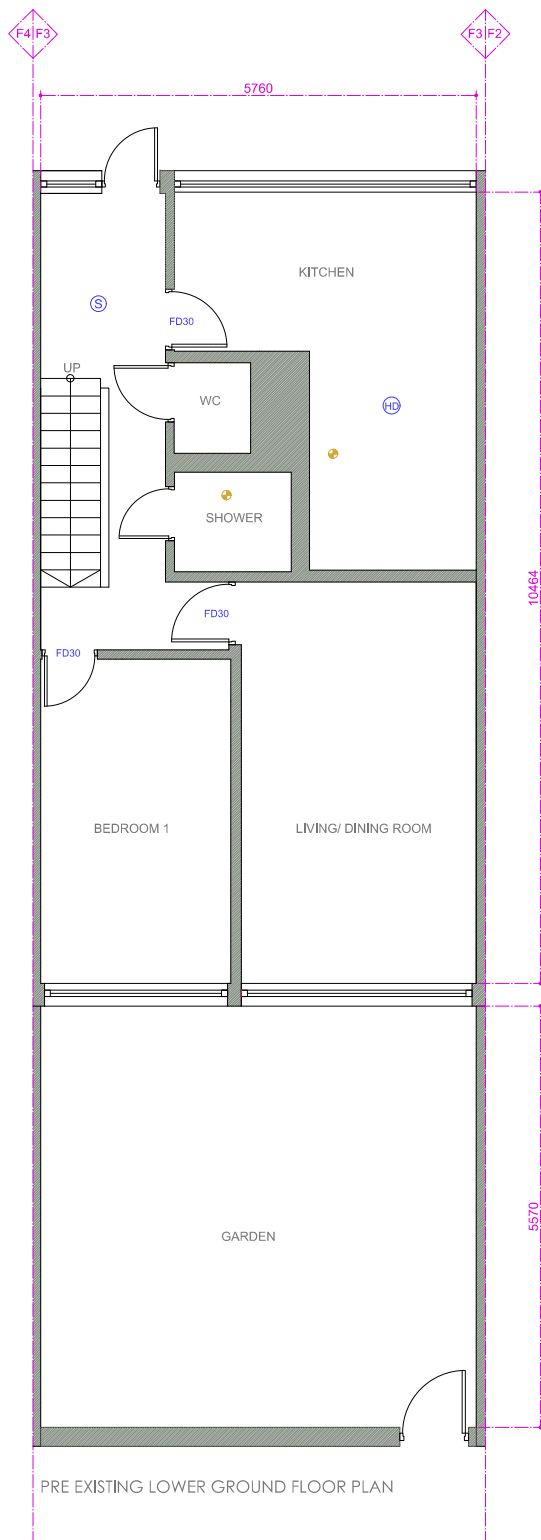 F4 F3
F3 F2
5760
KITCHEN
S
FD30
UP
WC
HD
SHOWER
10464
FD30
FD30
BEDROOM 1
LIVING/ DINING ROOM
5570
GARDEN
PRE EXISTING LOWER GROUND FLOOR PLAN